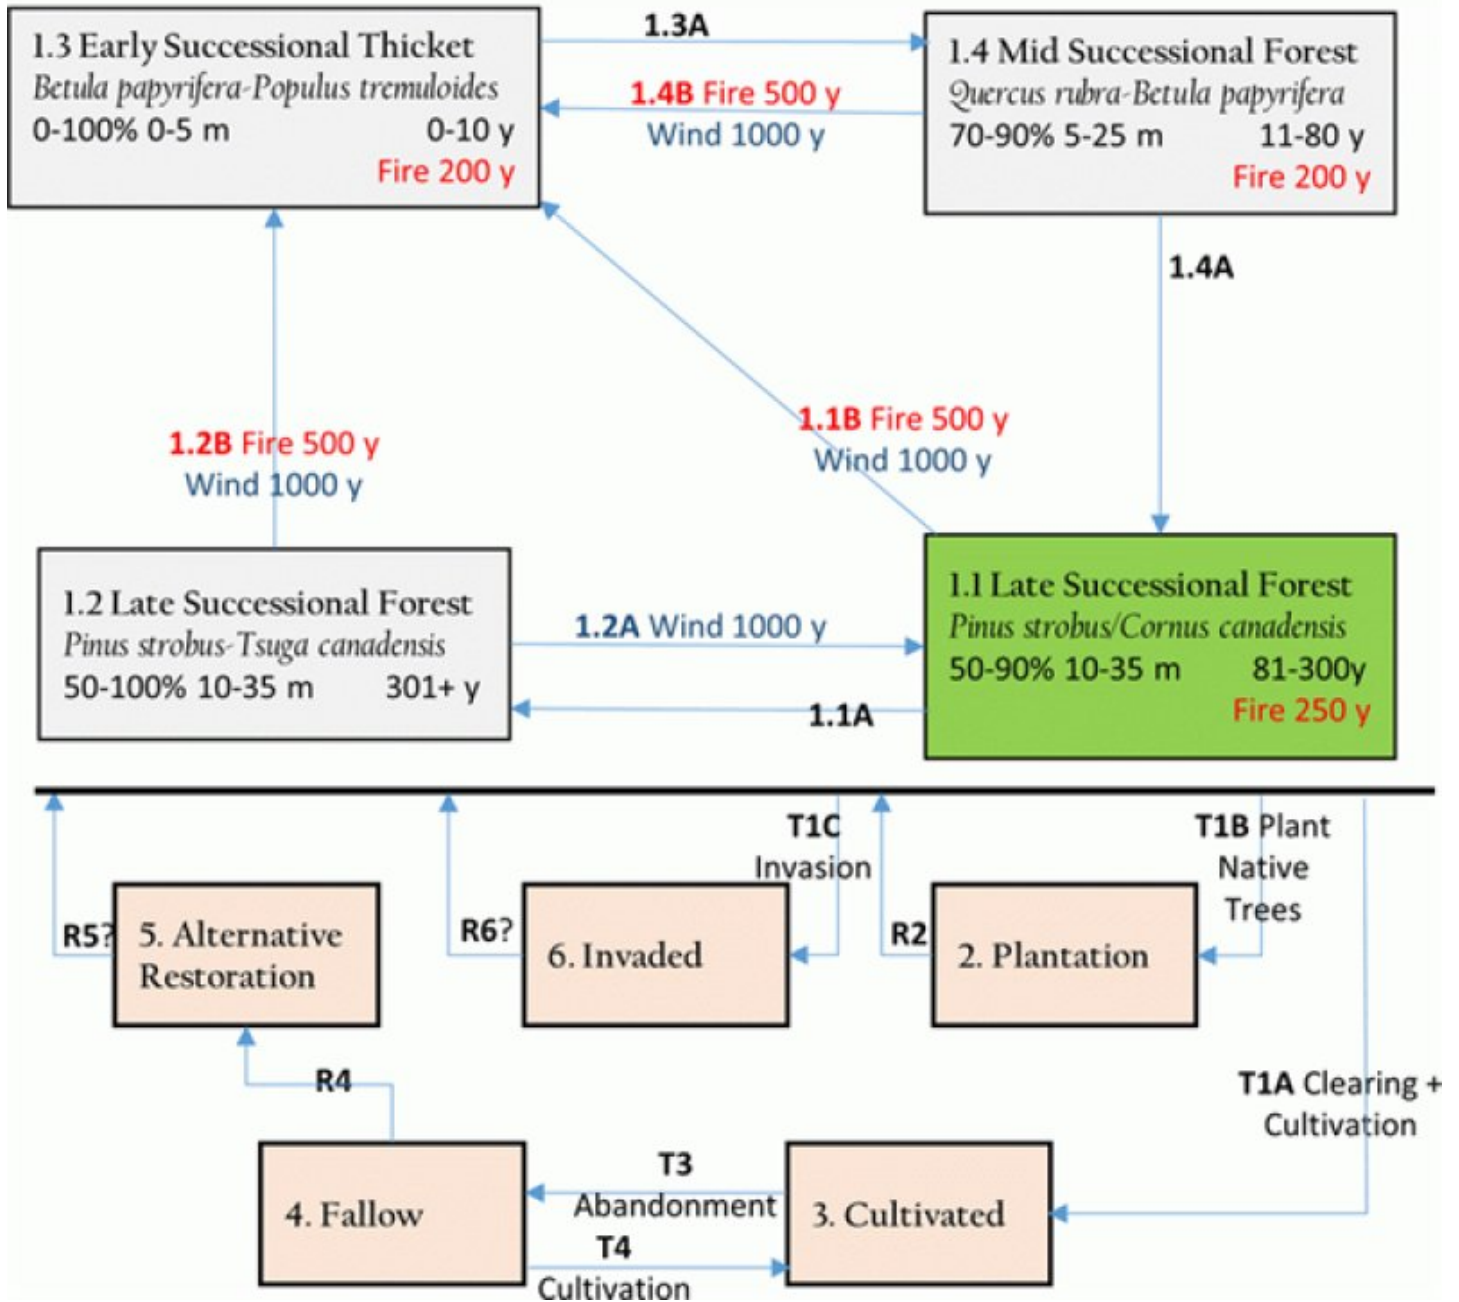 1.3 Early Successional Thicket
Betula papyrifera-Populus tremuloides
0-100% 0-5 m 0-10 y
Fire 200 y
1.3A
1.4B Fire 500 y
Wind 1000 y
1.4 Mid Successional Forest
Quercus rubra-Betula papyrifera
70-90% 5-25 m 11-80 y
Fire 200 y
1.4A
1.2B Fire 500 y
Wind 1000 y
1.1B Fire 500 y
Wind 1000 y
1.2 Late Successional Forest
Pinus strobus-Tsuga canadensis
50-100% 10-35 m 301+ y
1.2A Wind 1000 y
1.1A
1.1 Late Successional Forest
Pinus strobus/Cornus canadensis
50-90% 10-35 m 81-300y
Fire 250 y
R5?
5. Alternative
Restoration
R6?
6. Invaded
T1C
Invasion
R2
2. Plantation
T1B Plant
Native
Trees
R4
T1A Clearing +
Cultivation
4. Fallow
T3
Abandonment
T4
Cultivation
3. Cultivated